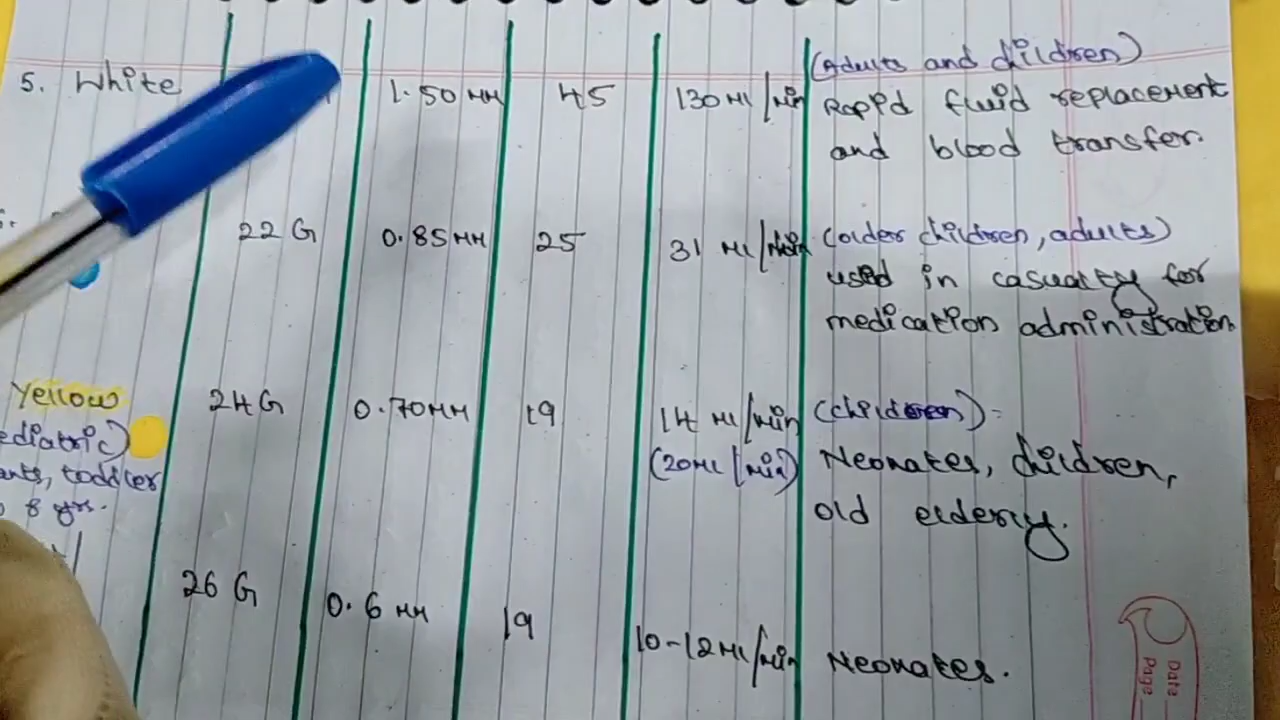 (Adults and children)
5. White 1.50 MM 45 130 Ml/Min Rapid fluid replacement
and blood transfer.
22 G 0.85 MM 25 31 Ml/Min (older children, adults)
used in casualty for
medication administration
Yellow 24 G 0.70 MM 19 14 Ml/Min (children)-
ediatric) (20 Ml/Min) Neonates, children,
ants, toddler
8 yrs. old elderly.
26 G 0.6 MM 19 10-12 Ml/Min Neonates.
Date
Page